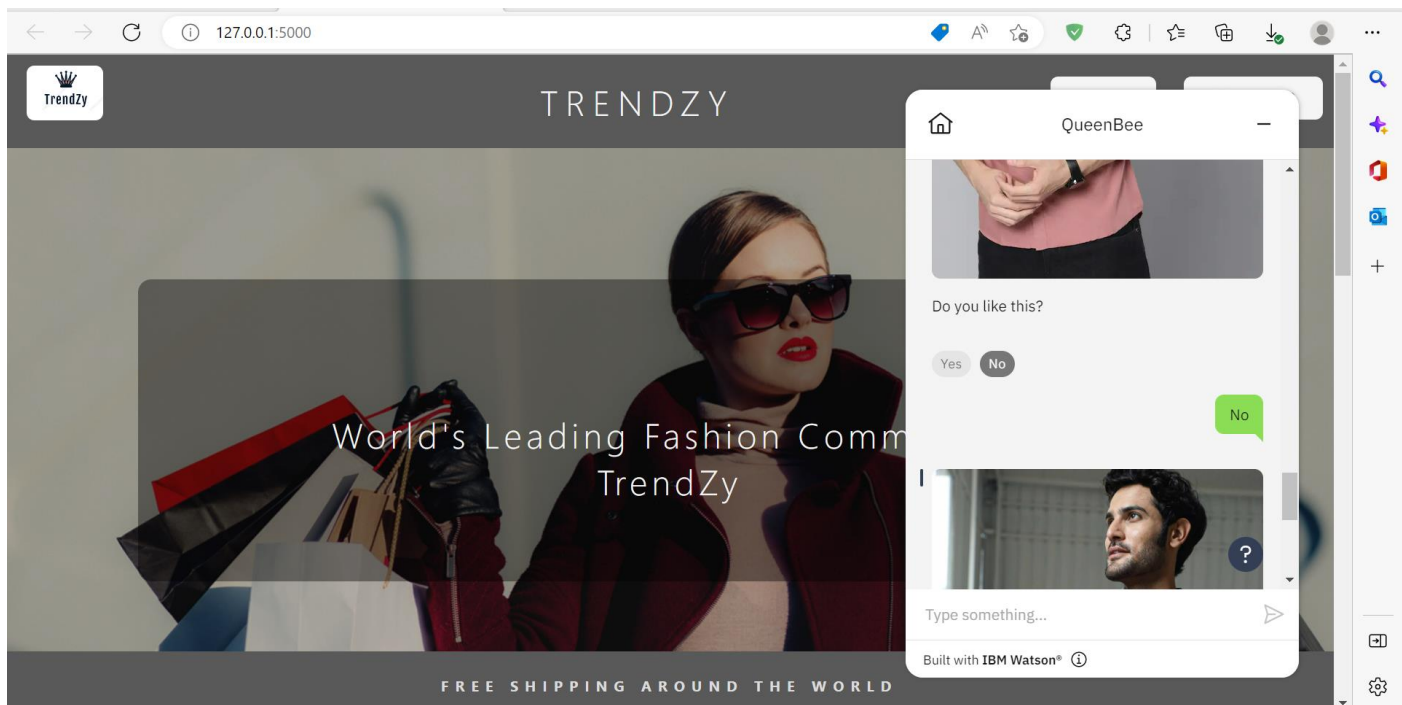 127.0.0.1:5000
TrendZy
TRENDZY
World's Leading Fashion Comm
TrendZy
FREE SHIPPING AROUND THE WORLD
QueenBee
Do you like this?
Yes No
No
?
Type something...
Built with IBM Watson®